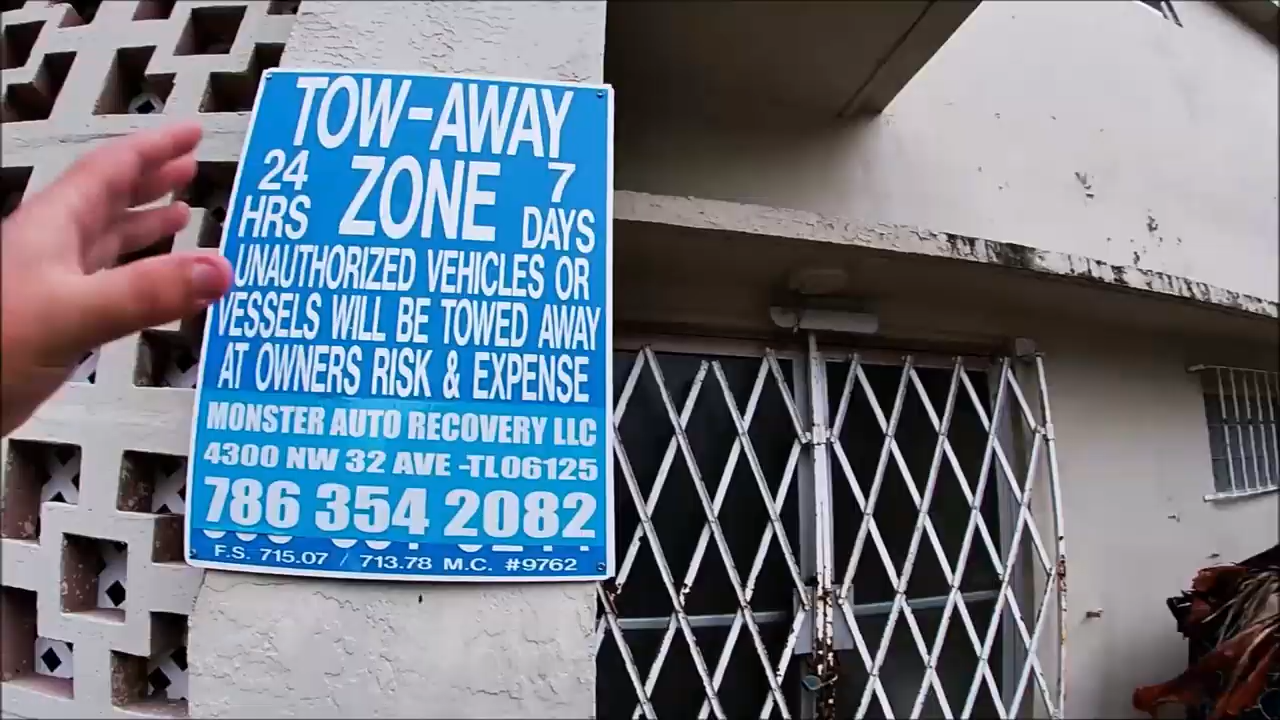 TOW-AWAY
24 HRS ZONE 7 DAYS
UNAUTHORIZED VEHICLES OR
VESSELS WILL BE TOWED AWAY
AT OWNERS RISK & EXPENSE
MONSTER AUTO RECOVERY LLC
4300 NW 32 AVE -TL06125
786 354 2082
F.S. 715.07 / 713.78 M.C. #9762